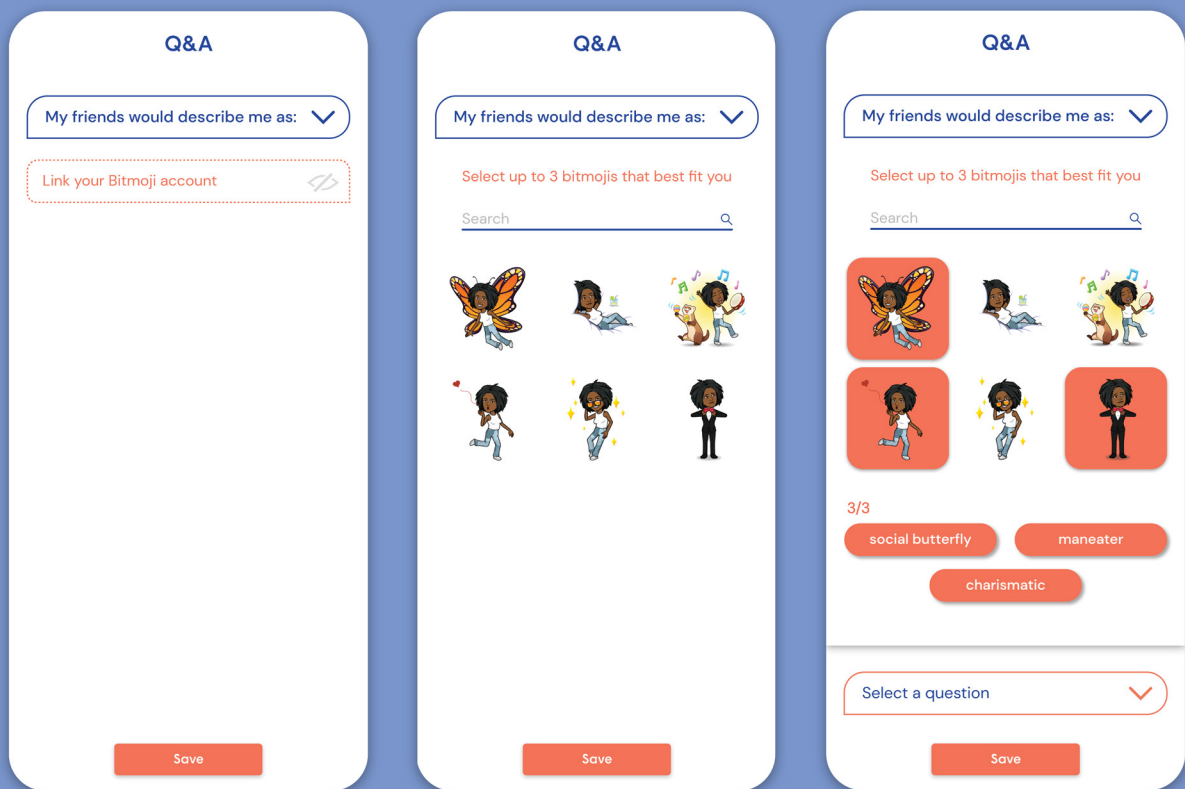 Q&A
My friends would describe me as:
Link your Bitmoji account
Save
Q&A
My friends would describe me as:
Select up to 3 bitmojis that best fit you
Search
Save
Q&A
My friends would describe me as:
Select up to 3 bitmojis that best fit you
Search
3/3
social butterfly
maneater
charismatic
Select a question
Save